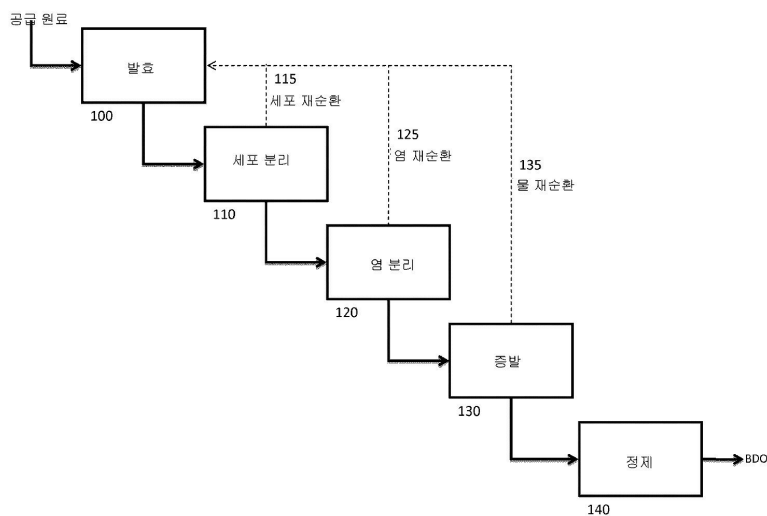 공급 원료
발효
100
115
세포 재순환
세포 분리
110
125
염 재순환
염 분리
120
135
물 재순환
증발
130
정제
140
BDO